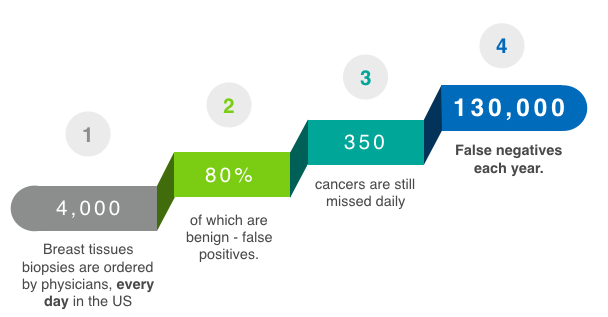 1
4,000
Breast tissues
biopsies are ordered
by physicians, every
day in the US
2
80%
of which are
benign - false
positives.
3
350
cancers are still
missed daily
4
130,000
False negatives
each year.